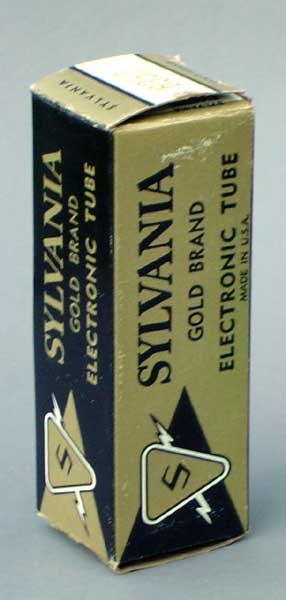 SYLVANIA
SYLVANIA
GOLD BRAND
ELECTRONIC TUBE
S
SYLVANIA
GOLD BRAND
ELECTRONIC TUBE
MADE IN U.S.A.
S